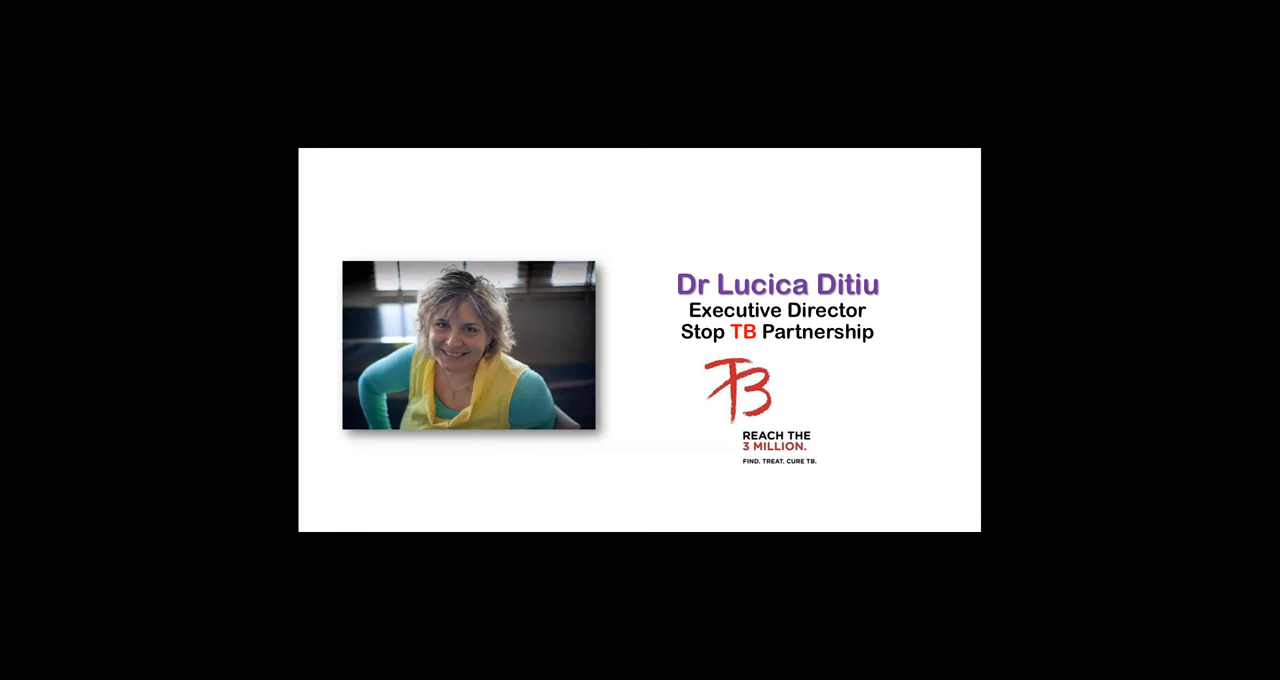 Dr Lucica Ditiu
Executive Director
Stop TB Partnership
TB
REACH THE
3 MILLION.
FIND. TREAT. CURE TB.